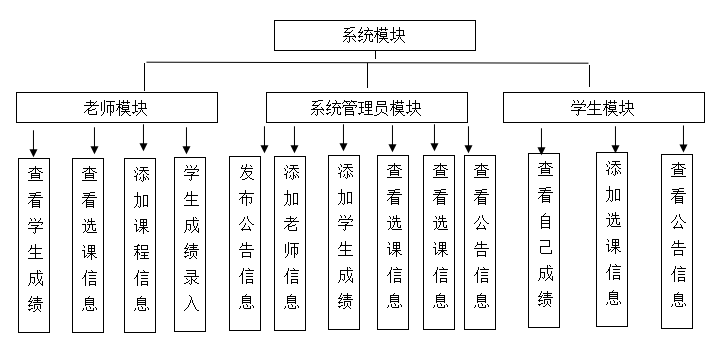 系统模块
老师模块
系统管理员模块
学生模块
查看学生成绩
查看选课信息
添加课程信息
学生成绩录入
发布公告信息
添加老师信息
添加学生成绩
查看选课信息
查看选课信息
查看公告信息
查看自己成绩
添加选课信息
查看公告信息